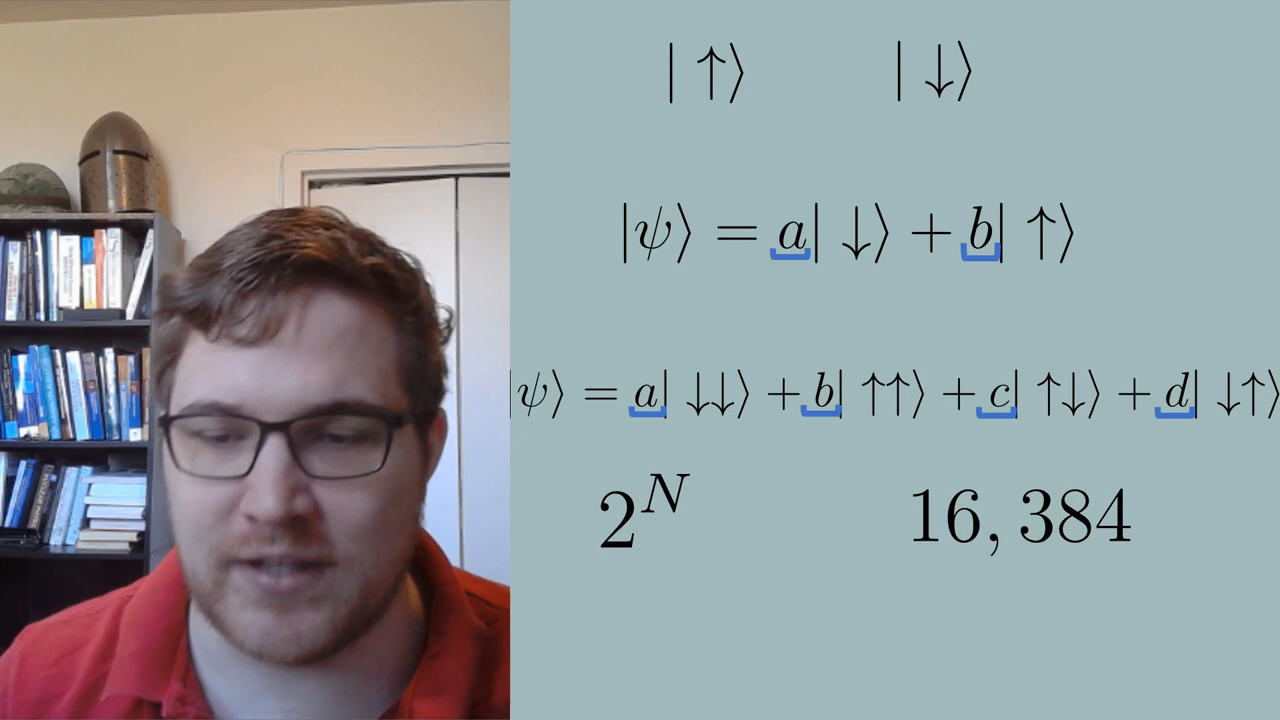 |↑⟩ |↓⟩
|ψ⟩ = a|↓⟩ + b|↑⟩
|ψ⟩ = a|↓↓⟩ + b|↑↑⟩ + c|↑↓⟩ + d|↓↑⟩
2^N 16,384